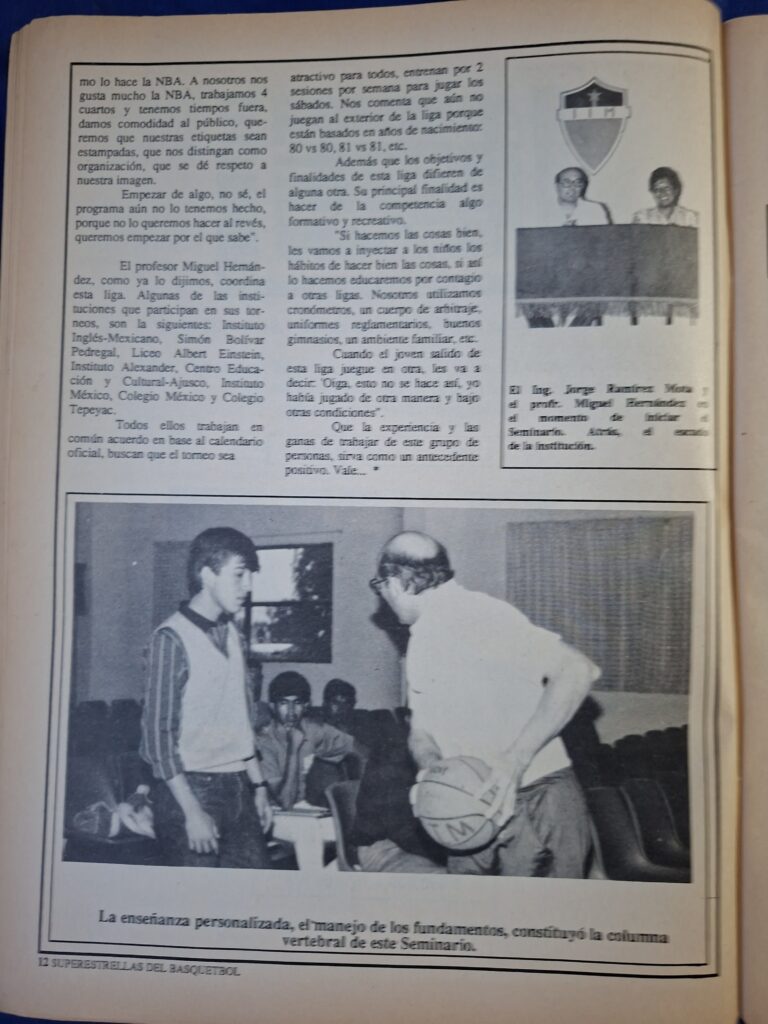 mo lo hace la NBA. A nosotros nos
gusta mucho la NBA, trabajamos 4
cuartos y tenemos tiempos fuera,
damos comodidad al público, que-
remos que nuestras etiquetas sean
estampadas, que nos distingan como
organización, que se dé respeto a
nuestra imagen.
Empezar de algo, no sé, el
programa aún no lo tenemos hecho,
porque no lo queremos hacer al revés,
queremos empezar por el que sabe".
El profesor Miguel Hernán-
dez, como ya lo dijimos, coordina
esta liga. Algunas de las insti-
tuciones que participan en sus tor-
neos, son la siguientes: Instituto
Inglés-Mexicano, Simón Bolívar
Pedregal, Liceo Albert Einstein,
Instituto Alexander, Centro Educa-
ción y Cultural-Ajusco, Instituto
México, Colegio México y Colegio
Tepeyac.
Todos ellos trabajan en
común acuerdo en base al calendario
oficial, buscan que el torneo sea
atractivo para todos, entrenan por 2
sesiones por semana para jugar los
sábados. Nos comenta que aún no
juegan al exterior de la liga porque
están basados en años de nacimiento:
80 vs 80, 81 vs 81, etc.
Además que los objetivos y
finalidades de esta liga difieren de
alguna otra. Su principal finalidad es
hacer de la competencia algo
formativo y recreativo.
"Si hacemos las cosas bien,
les vamos a inyectar a los niños los
hábitos de hacer bien las cosas, si así
lo hacemos educaremos por contagio
a otras ligas. Nosotros utilizamos
cronómetros, un cuerpo de arbitraje,
uniformes reglamentarios, buenos
gimnasios, un ambiente familiar, etc.
Cuando el joven salido de
esta liga juegue en otra, les va a
decir: 'Oiga, esto no se hace así, yo
había jugado de otra manera y bajo
otras condiciones".
Que la experiencia y las
ganas de trabajar de este grupo de
personas, sirva como un antecedente
positivo. Vale... *
El Ing. Jorge Ramírez Mota y
el profr. Miguel Hernández en
el momento de iniciar el
Seminario. Atrás, el escudo
de la institución.
La enseñanza personalizada, el manejo de los fundamentos, constituyó la columna
vertebral de este Seminario.
12 SUPERESTRELLAS DEL BASQUETBOL